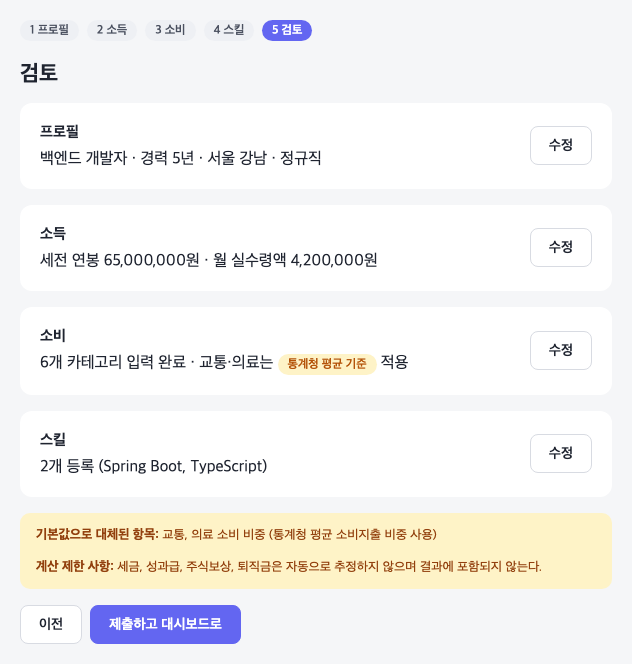 1 프로필 2 소득 3 소비 4 스킬 5 검토
검토
프로필
백엔드 개발자 · 경력 5년 · 서울 강남 · 정규직
수정
소득
세전 연봉 65,000,000원 · 월 실수령액 4,200,000원
수정
소비
6개 카테고리 입력 완료 · 교통·의료는 통계청 평균 기준 적용
수정
스킬
2개 등록 (Spring Boot, TypeScript)
수정
기본값으로 대체된 항목: 교통, 의료 소비 비중 (통계청 평균 소비지출 비중 사용)
계산 제한 사항: 세금, 성과급, 주식보상, 퇴직금은 자동으로 추정하지 않으며 결과에 포함되지 않는다.
이전 제출하고 대시보드로